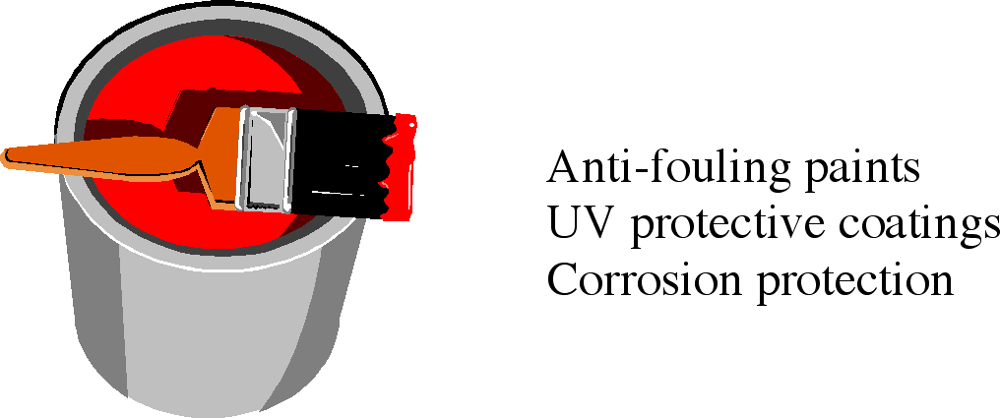 Anti-fouling paints
UV protective coatings
Corrosion protection